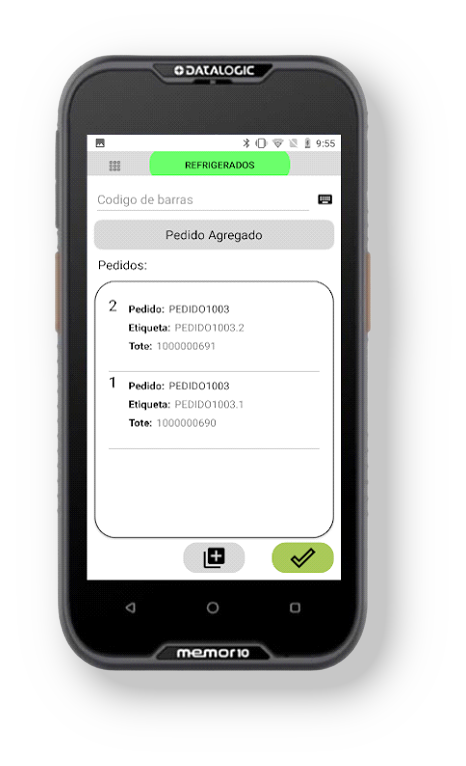 DATALOGIC
9:55
REFRIGERADOS
Codigo de barras
Pedido Agregado
Pedidos:
2 Pedido: PEDIDO1003
Etiqueta: PEDIDO1003.2
Tote: 1000000691
1 Pedido: PEDIDO1003
Etiqueta: PEDIDO1003.1
Tote: 1000000690
memor10